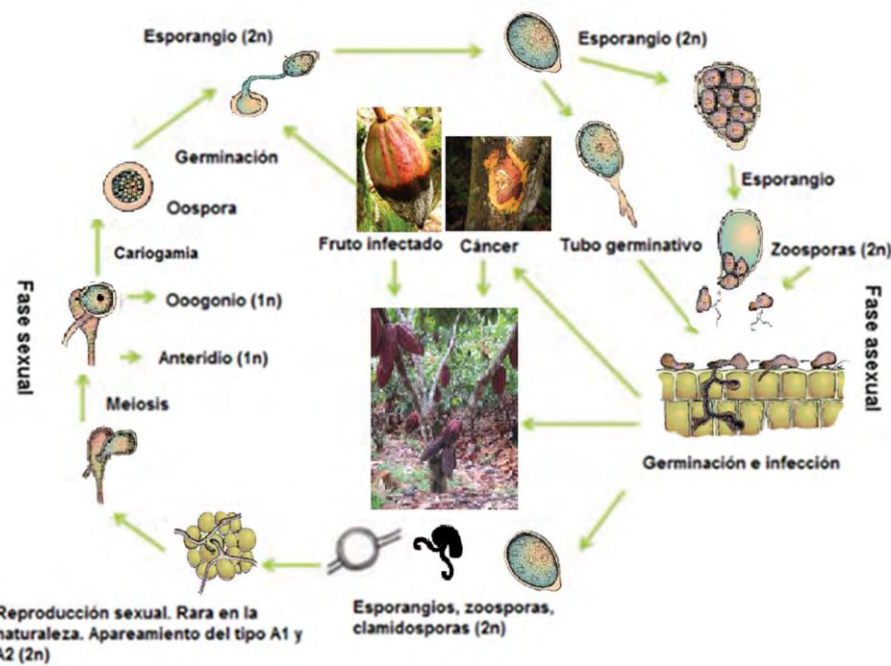 Esporangio (2n)
Esporangio (2n)
Germinación
Esporangio
Oospora
Fruto infectado
Cáncer
Tubo germinativo
Zoosporas (2n)
Cariogamia
Fase sexual
Ooogonio (1n)
Fase asexual
Anteridio (1n)
Meiosis
Germinación e infección
Reproducción sexual. Rara en la
naturaleza. Apareamiento del tipo A1 y
A2 (2n)
Esporangios, zoosporas,
clamidosporas (2n)